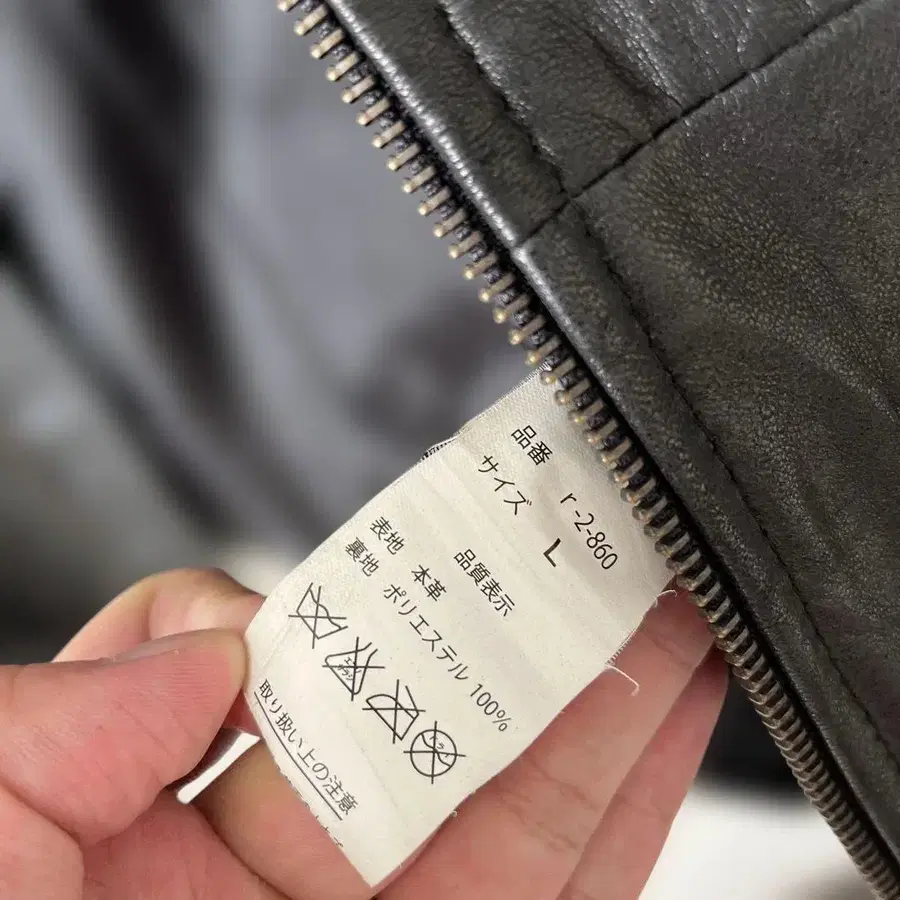 品番 r-2-860
サイズ L
品質表示
表地 本革
裏地 ポリエステル 100%
取り扱い上の注意